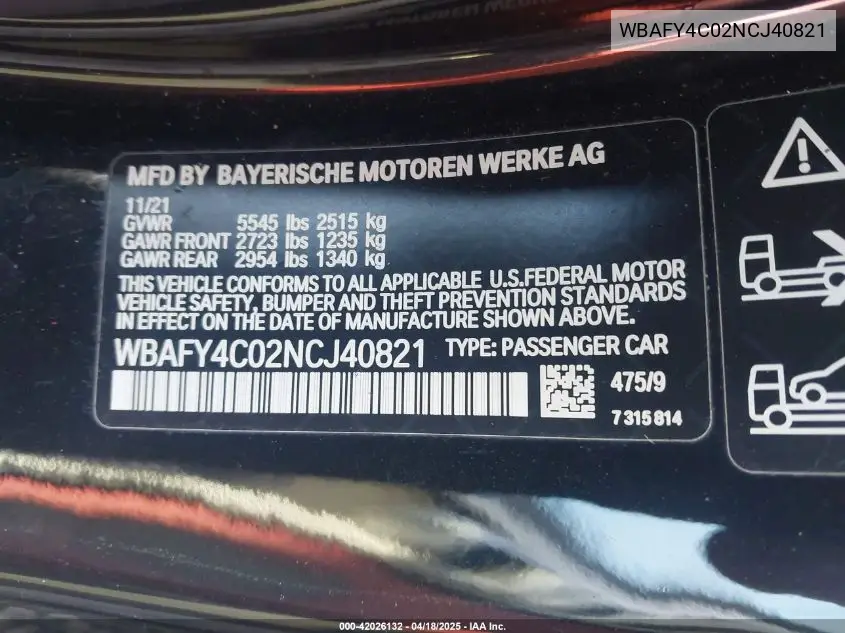 WBAFY4C02NCJ40821
MFD BY BAYERISCHE MOTOREN WERKE AG
11/21
GVWR 5545 lbs 2515 kg
GAWR FRONT 2723 lbs 1235 kg
GAWR REAR 2954 lbs 1340 kg
THIS VEHICLE CONFORMS TO ALL APPLICABLE U.S.FEDERAL MOTOR
VEHICLE SAFETY, BUMPER AND THEFT PREVENTION STANDARDS
IN EFFECT ON THE DATE OF MANUFACTURE SHOWN ABOVE.
WBAFY4C02NCJ40821 TYPE: PASSENGER CAR
475/9
7315814
000-42026132 - 04/18/2025 - IAA Inc.